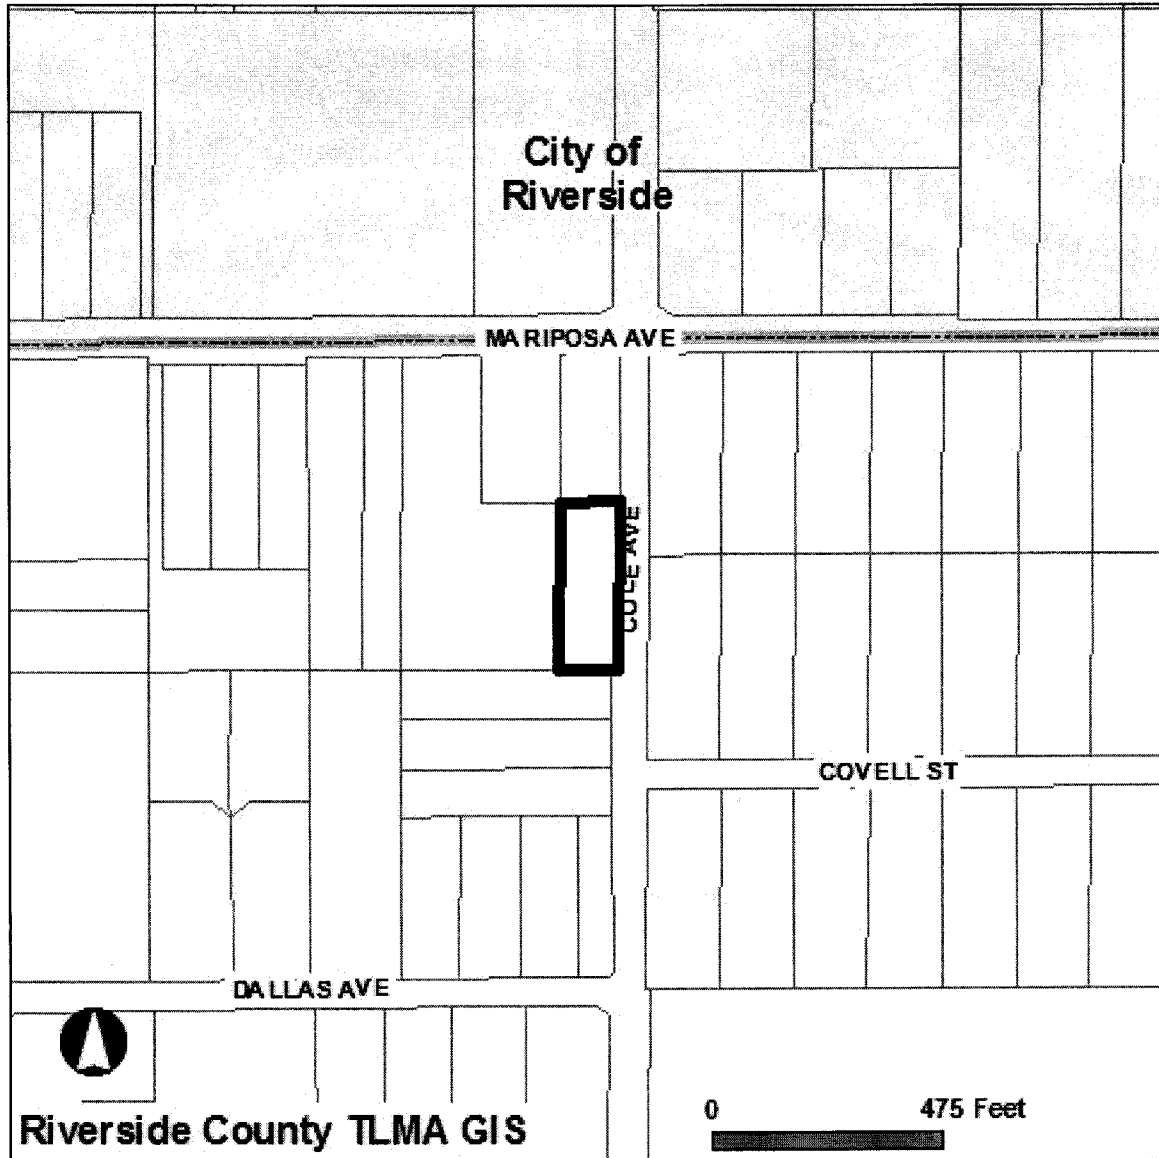 City of
Riverside
MARIPOSA AVE
COLE AVE
COVELL ST
DALLAS AVE
Riverside County TLMA GIS
0 475 Feet